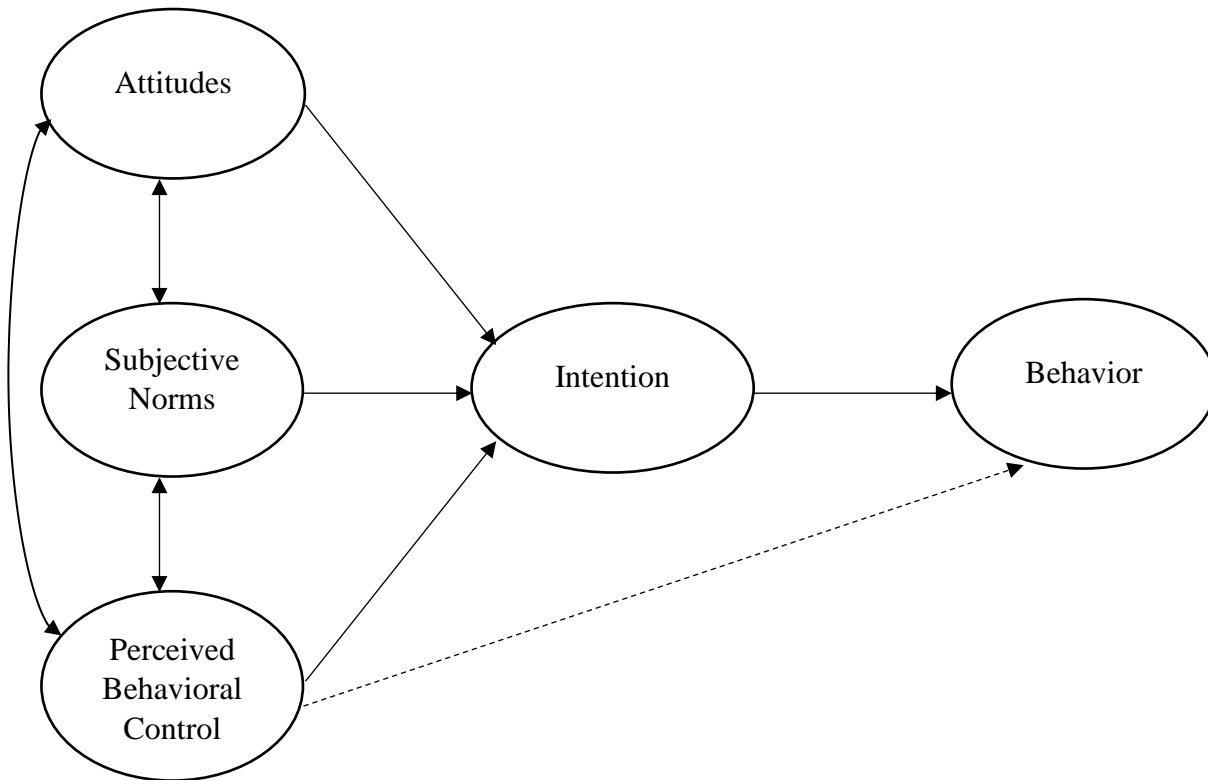 Attitudes
Subjective
Norms
Intention
Behavior
Perceived
Behavioral
Control